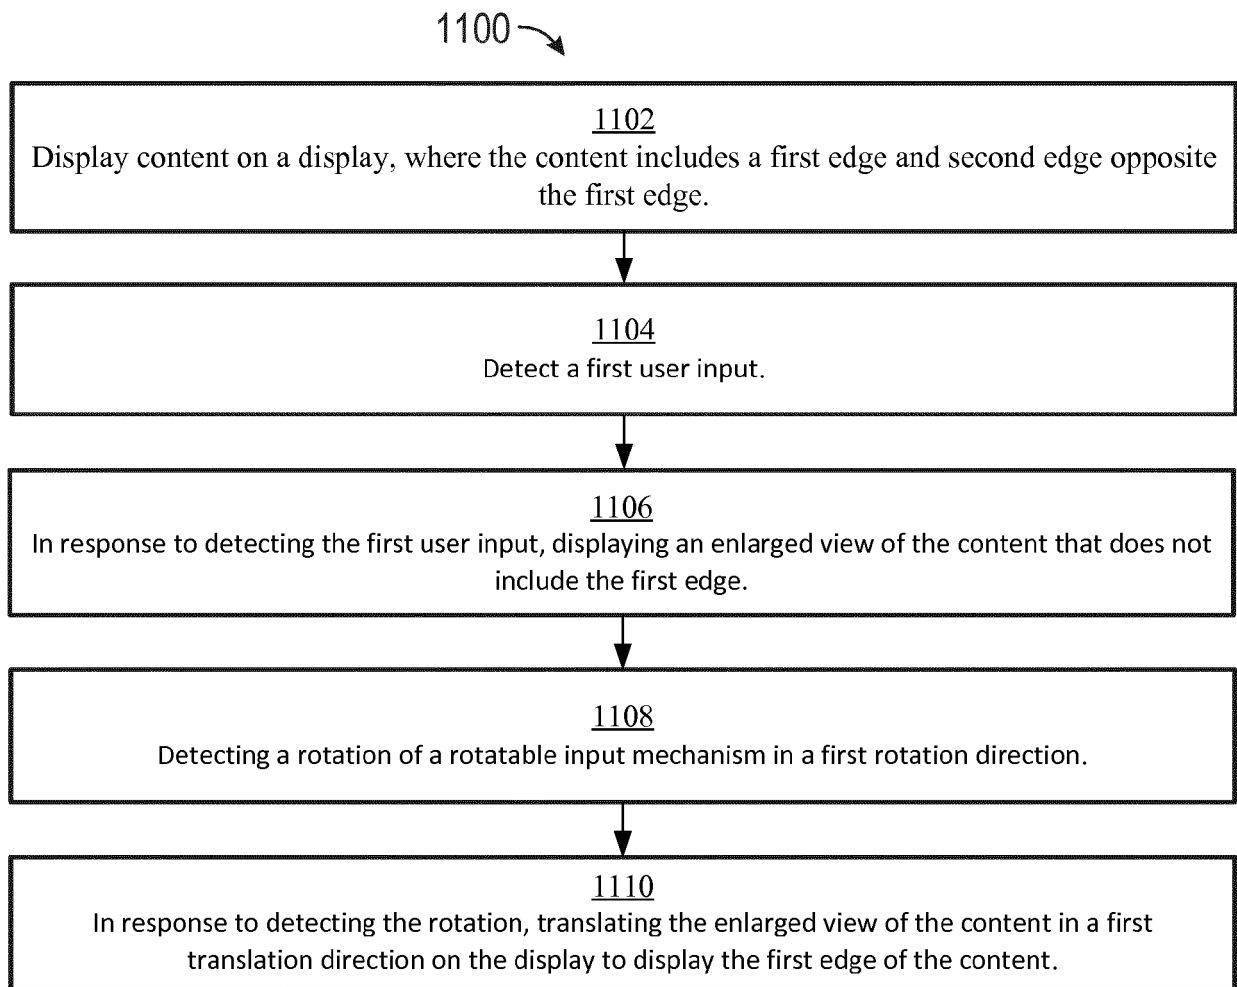 1100
1102
Display content on a display, where the content includes a first edge and second edge opposite
the first edge.
1104
Detect a first user input.
1106
In response to detecting the first user input, displaying an enlarged view of the content that does not
include the first edge.
1108
Detecting a rotation of a rotatable input mechanism in a first rotation direction.
1110
In response to detecting the rotation, translating the enlarged view of the content in a first
translation direction on the display to display the first edge of the content.